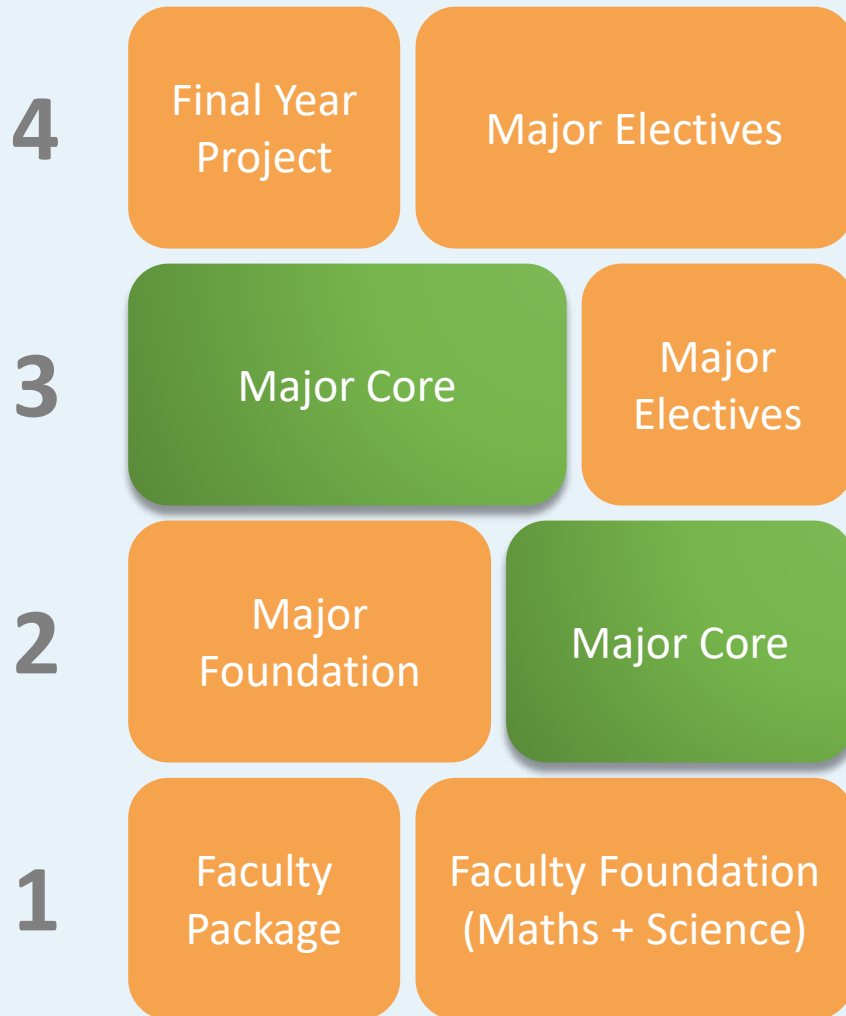 4
Final Year
Project
Major Electives
3
Major Core
Major
Electives
2
Major
Foundation
Major Core
1
Faculty
Package
Faculty Foundation
(Maths + Science)